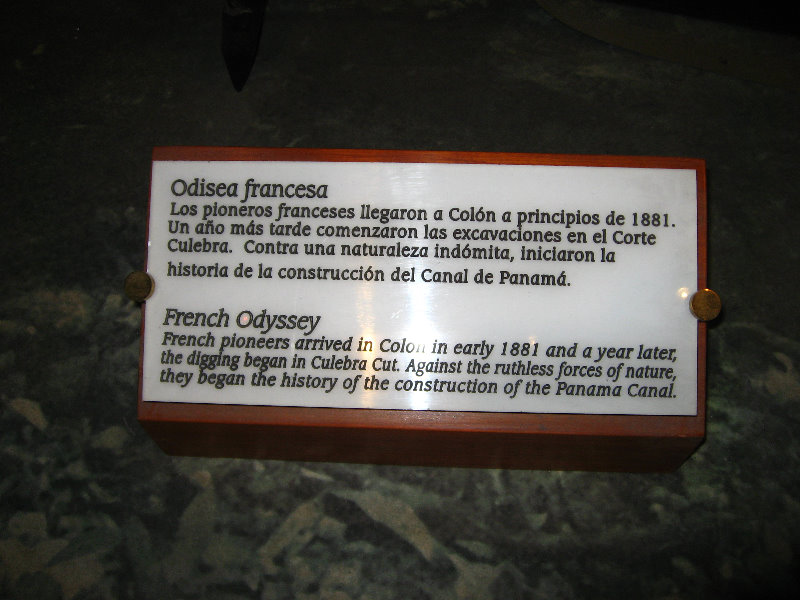 Odisea francesa
Los pioneros franceses llegaron a Colón a principios de 1881.
Un año más tarde comenzaron las excavaciones en el Corte
Culebra. Contra una naturaleza indómita, iniciaron la
historia de la construcción del Canal de Panamá.
French Odyssey
French pioneers arrived in Colon in early 1881 and a year later,
the digging began in Culebra Cut. Against the ruthless forces of nature,
they began the history of the construction of the Panama Canal.